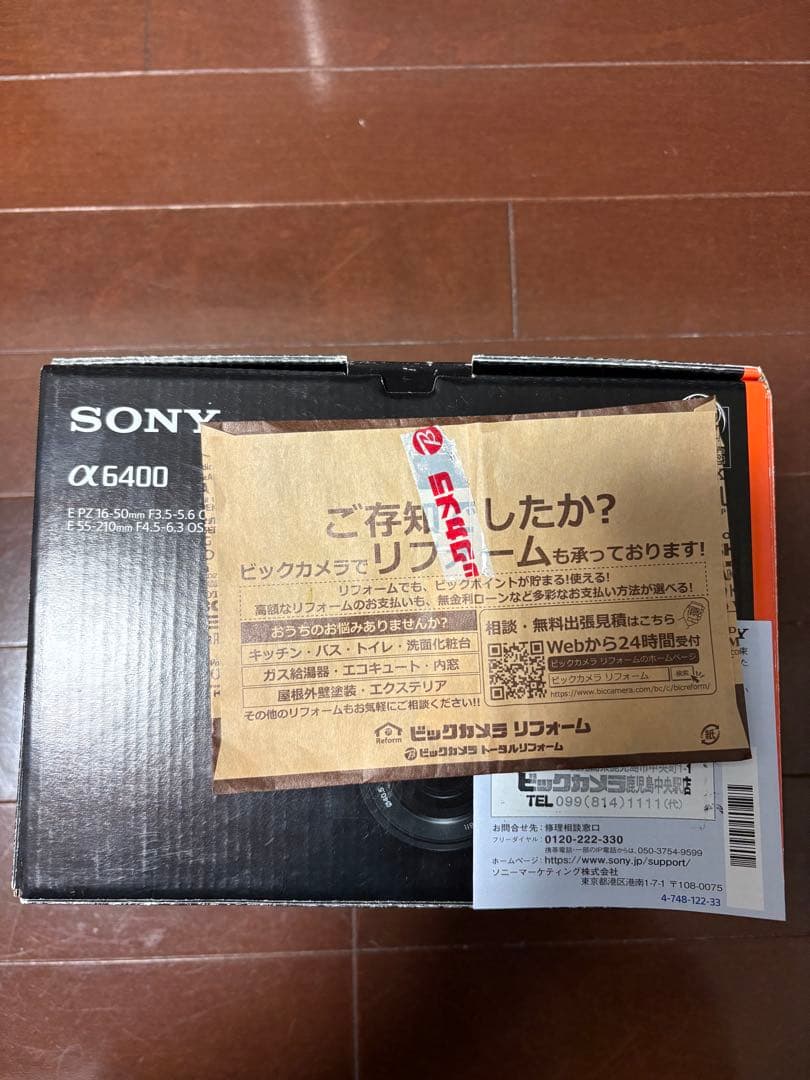 SONY
α6400
E PZ 16-50mm F3.5-5.6 O
E 55-210mm F4.5-6.3 OS
ご存知でしたか?
ビックカメラでリフォームも承っております!
リフォームでも、ビックポイントが貯まる!使える!
高額なリフォームのお支払いも、無金利ローンなど多彩なお支払い方法が選べる!
おうちのお悩みありませんか?
キッチン・バス・トイレ・洗面化粧台
ガス給湯器・エコキュート・内窓
屋根外壁塗装・エクステリア
その他のリフォームもお気軽にご相談ください!!
相談・無料出張見積はこちら
Webから24時間受付
ビックカメラ リフォームのホームページ
ビックカメラ リフォーム
検索
https://www.biccamera.com/bc/c/bicreform/
Reform
ビックカメラ リフォーム
ビックカメラ トータルリフォーム
紙
ビックカメラ鹿児島中央駅店
TEL 099(814)1111(代)
お問合せ先:修理相談窓口
フリーダイヤル:0120-222-330
携帯電話・一部のIP電話からは、050-3754-9599
ホームページ:https://www.sony.jp/support/
ソニーマーケティング株式会社
東京都港区港南1-7-1 〒108-0075
4-748-122-33
Ø40.5